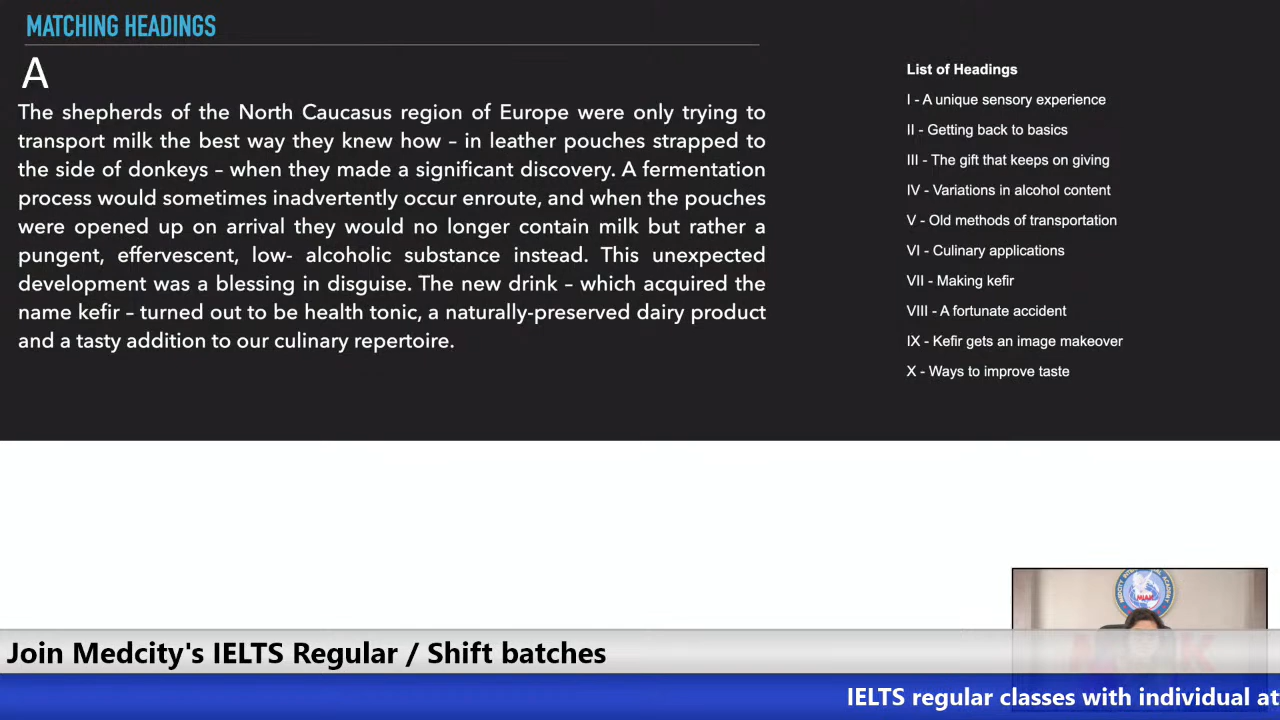 MATCHING HEADINGS
A
The shepherds of the North Caucasus region of Europe were only trying to
transport milk the best way they knew how – in leather pouches strapped to
the side of donkeys – when they made a significant discovery. A fermentation
process would sometimes inadvertently occur enroute, and when the pouches
were opened up on arrival they would no longer contain milk but rather a
pungent, effervescent, low- alcoholic substance instead. This unexpected
development was a blessing in disguise. The new drink – which acquired the
name kefir – turned out to be health tonic, a naturally-preserved dairy product
and a tasty addition to our culinary repertoire.
List of Headings
I - A unique sensory experience
II - Getting back to basics
III - The gift that keeps on giving
IV - Variations in alcohol content
V - Old methods of transportation
VI - Culinary applications
VII - Making kefir
VIII - A fortunate accident
IX - Kefir gets an image makeover
X - Ways to improve taste
Join Medcity's IELTS Regular / Shift batches
IELTS regular classes with individual at